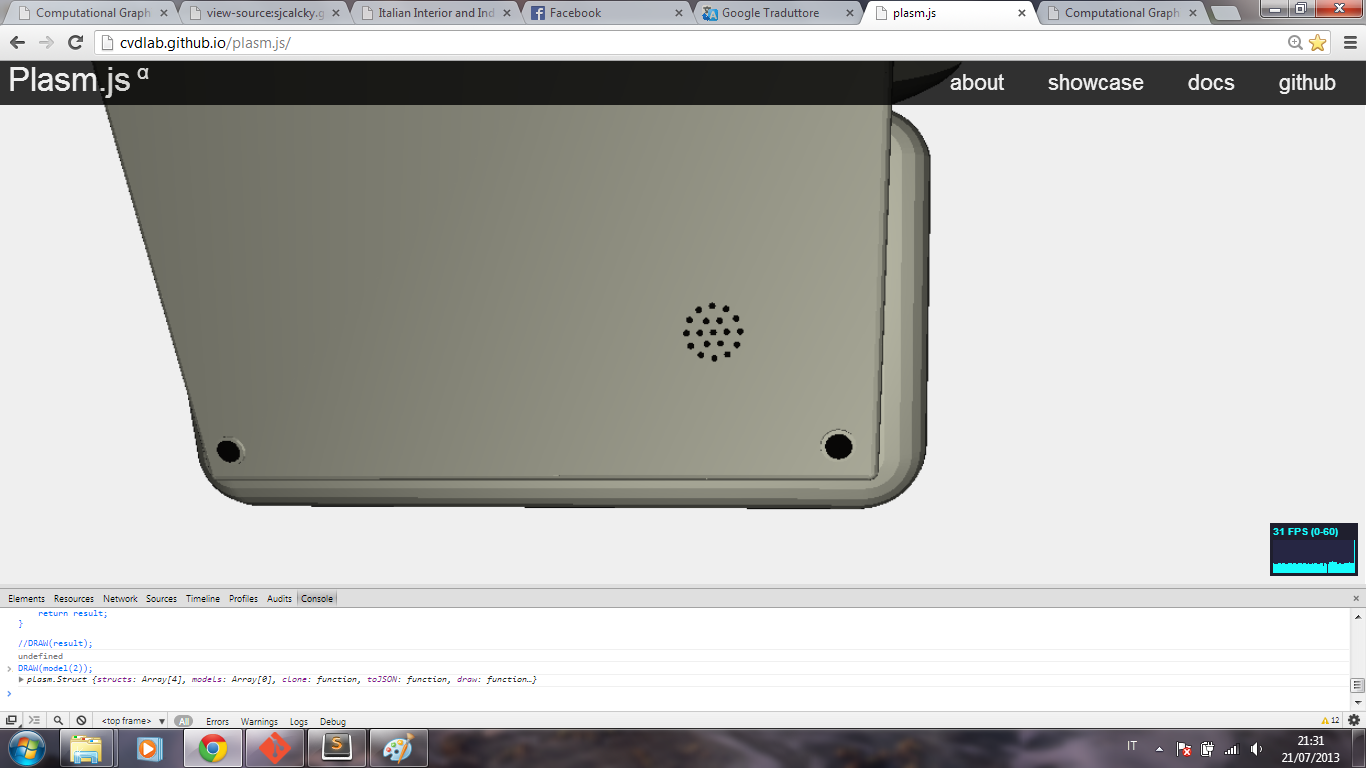 Computational Graph
view-source:sjcalcky.g
Italian Interior and Ind
Facebook
Google Traduttore
plasm.js
Computational Graph
cvdlab.github.io/plasm.js/
Plasm.js α
about showcase docs github
31 FPS (0-60)
Elements Resources Network Sources Timeline Profiles Audits Console
return result;
}
//DRAW(result);
undefined
DRAW(model(2));
plasm.Struct {structs: Array[4], models: Array[0], clone: function, toJSON: function, draw: function…}
<top frame> All Errors Warnings Logs Debug 12
IT
21:31
21/07/2013